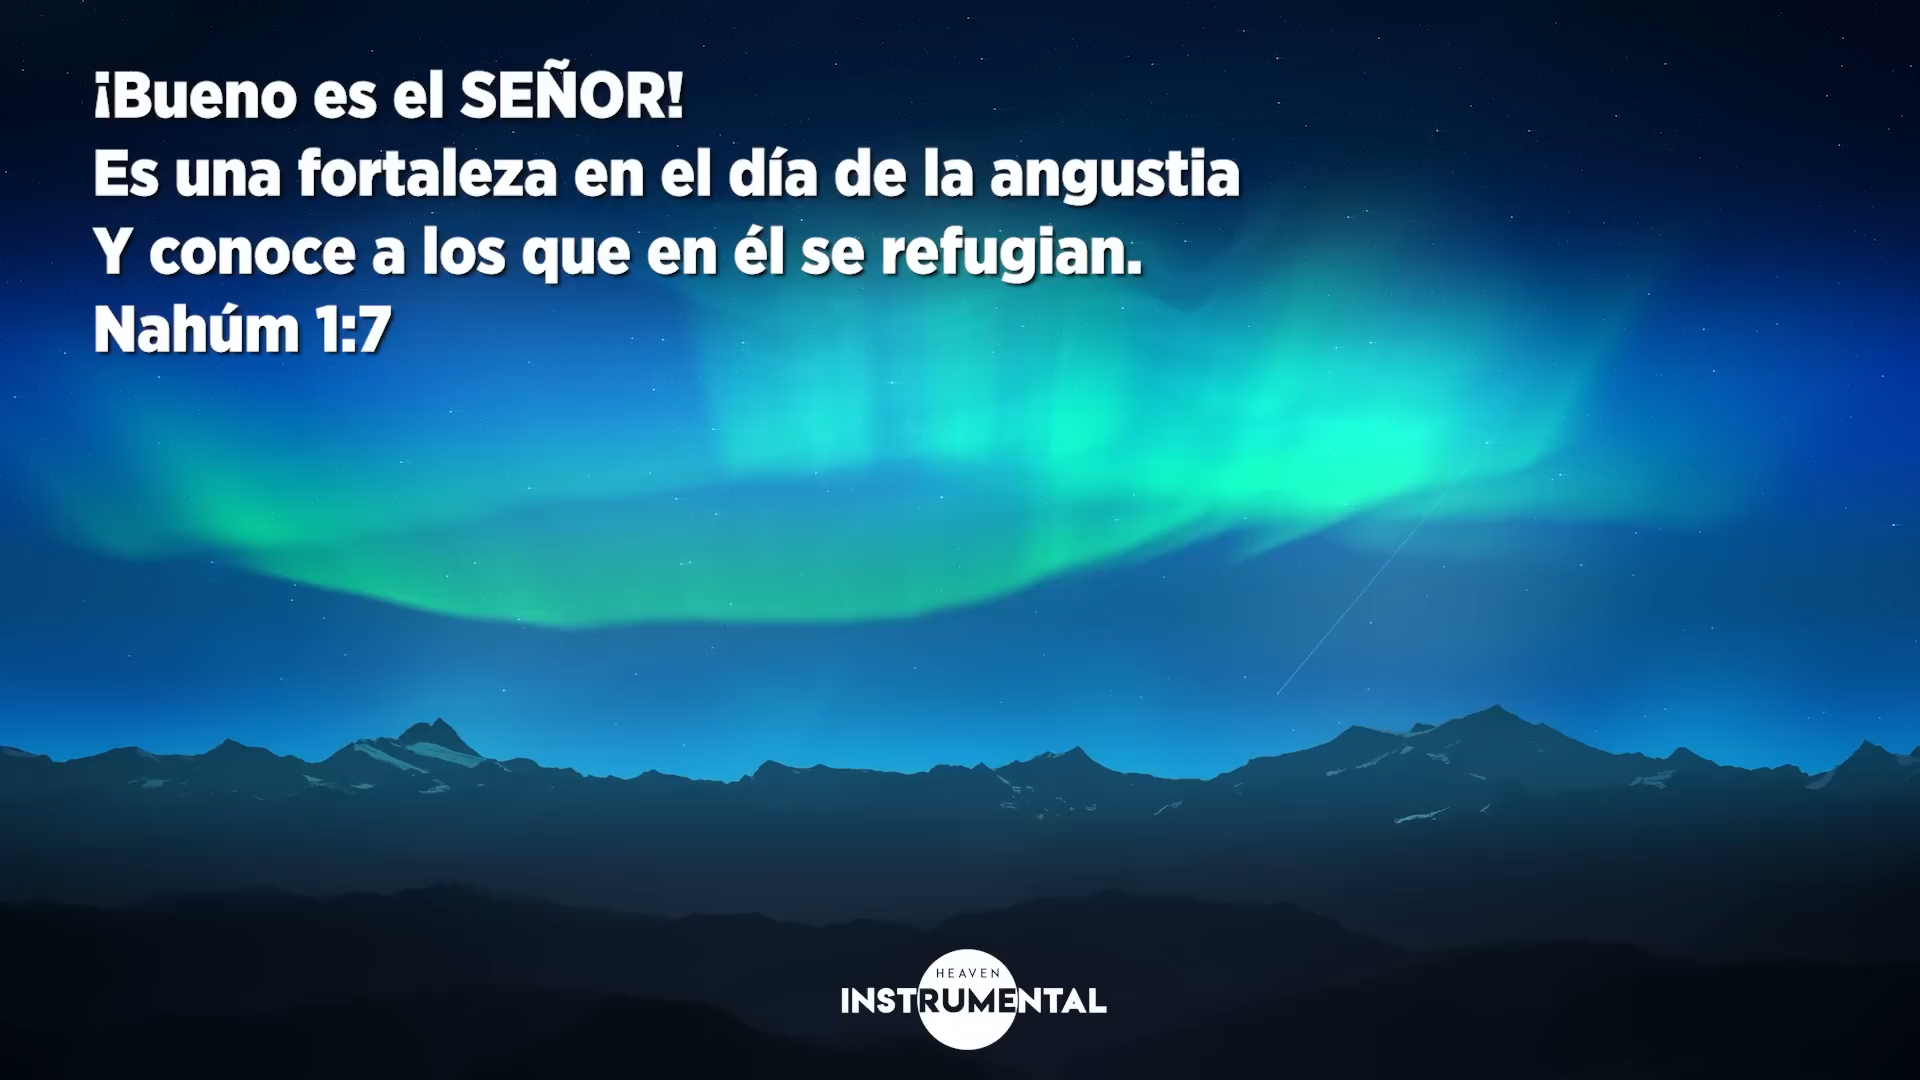 ¡Bueno es el SEÑOR!
Es una fortaleza en el día de la angustia
Y conoce a los que en él se refugian.
Nahúm 1:7
HEAVEN
INSTRUMENTAL